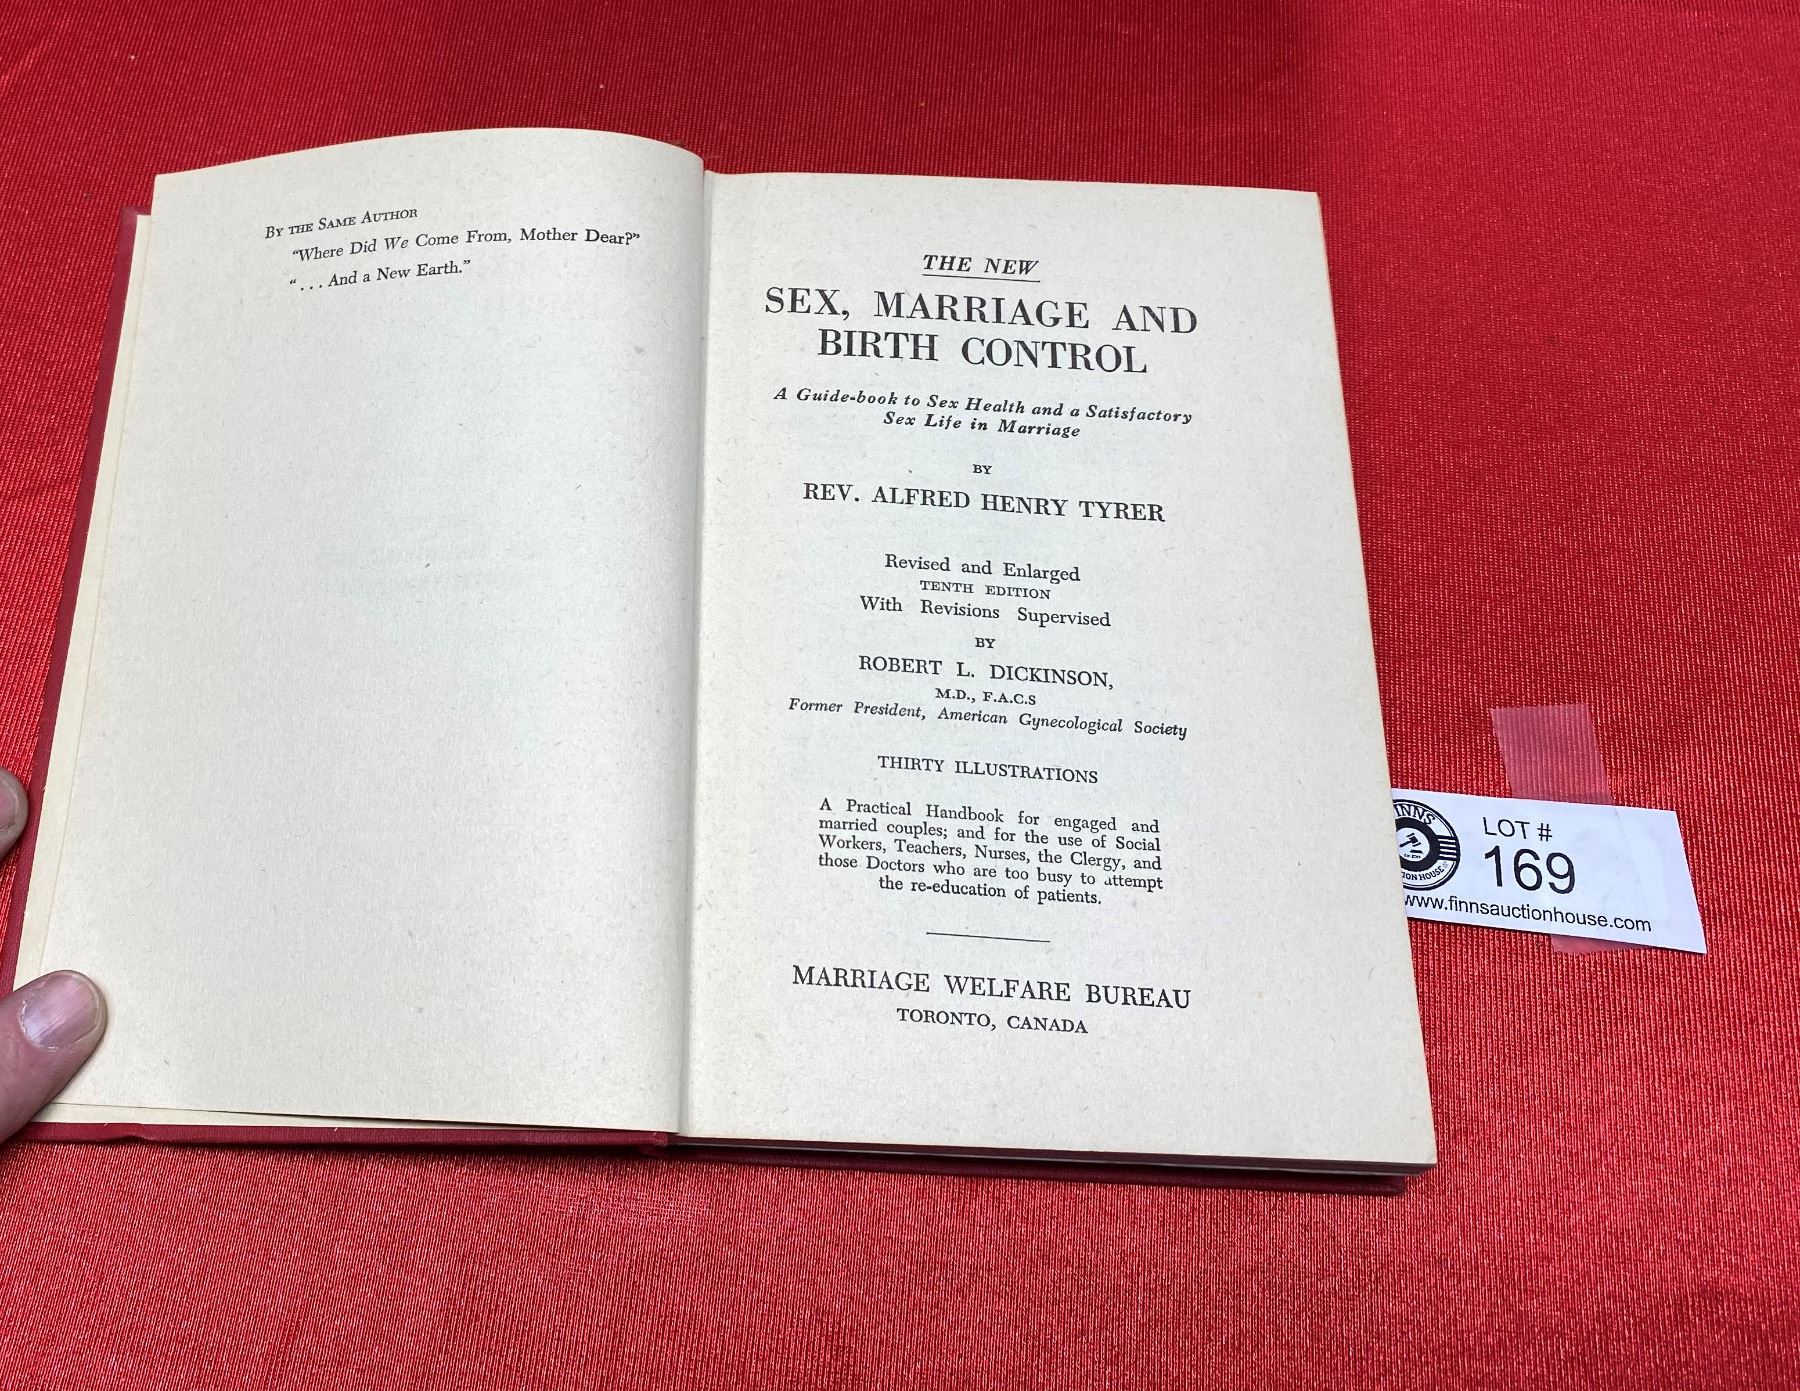 By the Same Author
"Where Did We Come From, Mother Dear?"
". . . And a New Earth."
THE NEW
SEX, MARRIAGE AND
BIRTH CONTROL
A Guide-book to Sex Health and a Satisfactory
Sex Life in Marriage
BY
REV. ALFRED HENRY TYRER
Revised and Enlarged
TENTH EDITION
With Revisions Supervised
BY
ROBERT L. DICKINSON,
M.D., F.A.C.S
Former President, American Gynecological Society
THIRTY ILLUSTRATIONS
A Practical Handbook for engaged and
married couples; and for the use of Social
Workers, Teachers, Nurses, the Clergy, and
those Doctors who are too busy to attempt
the re-education of patients.
MARRIAGE WELFARE BUREAU
TORONTO, CANADA
LOT #
169
www.finnsauctionhouse.com